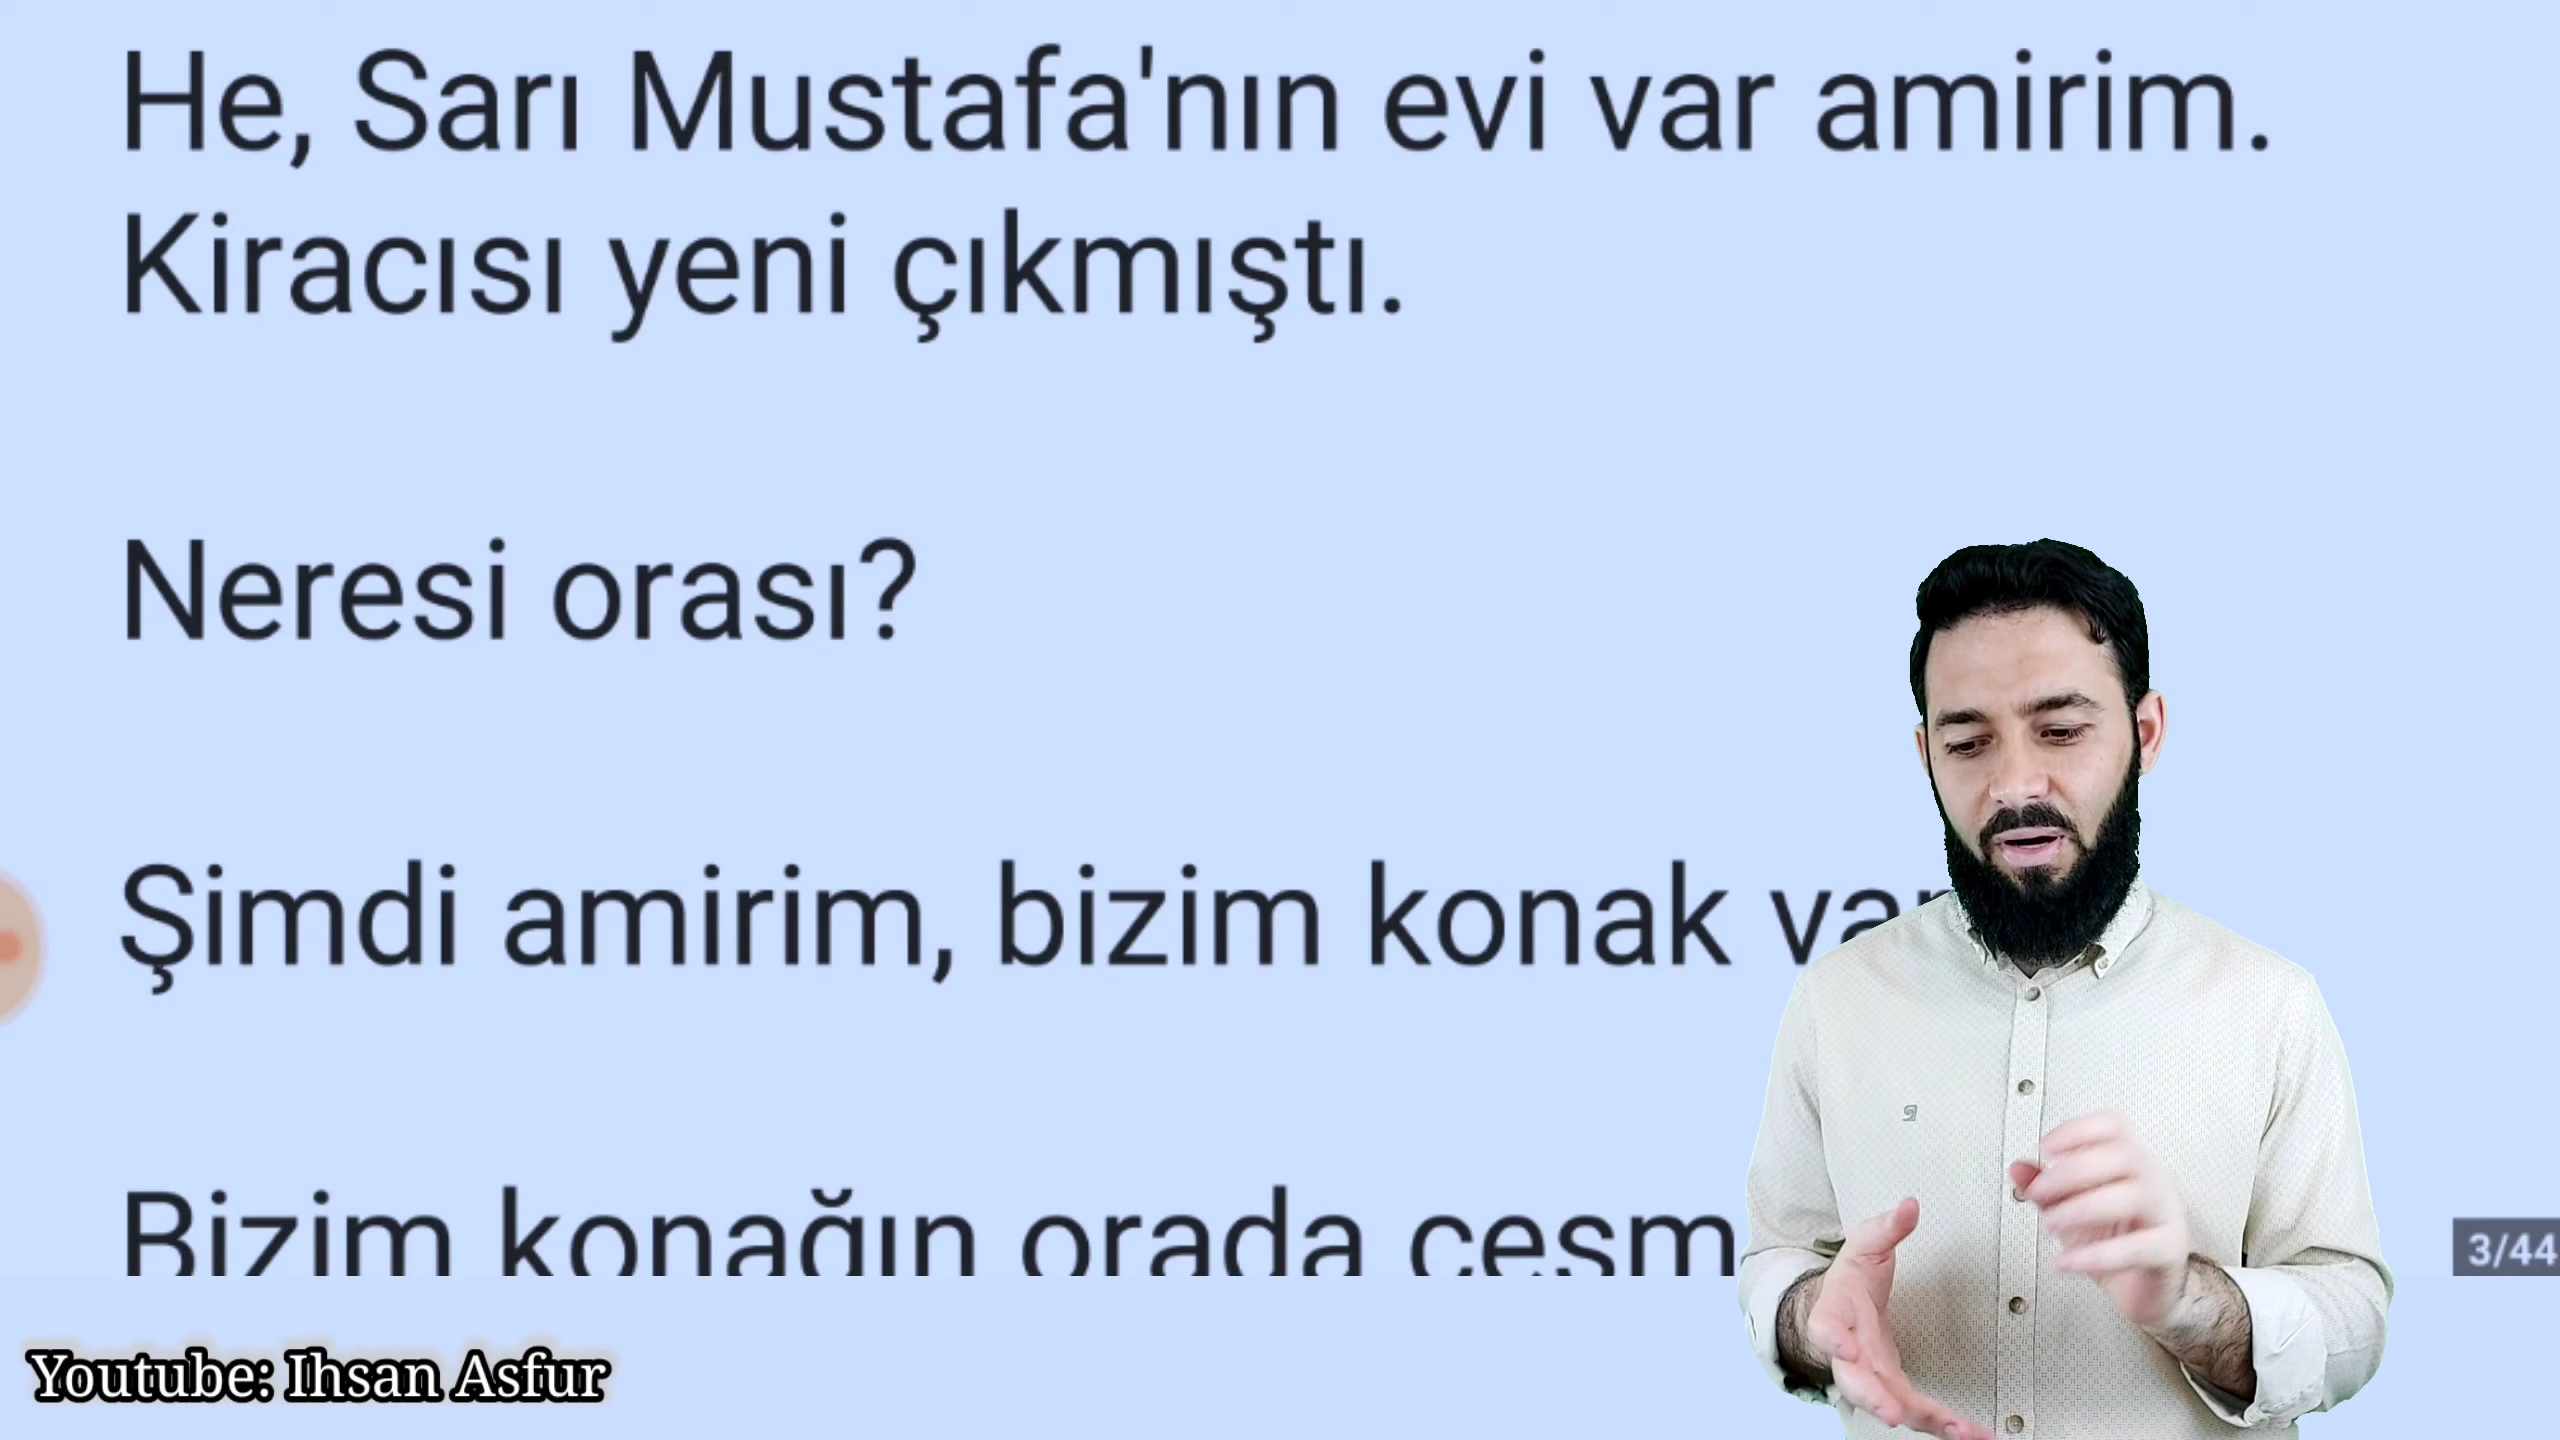 He, Sarı Mustafa'nın evi var amirim.
Kiracısı yeni çıkmıştı.
Neresi orası?
Şimdi amirim, bizim konak
Bizim konağın orada
3/44
Youtube: Ihsan Asfur